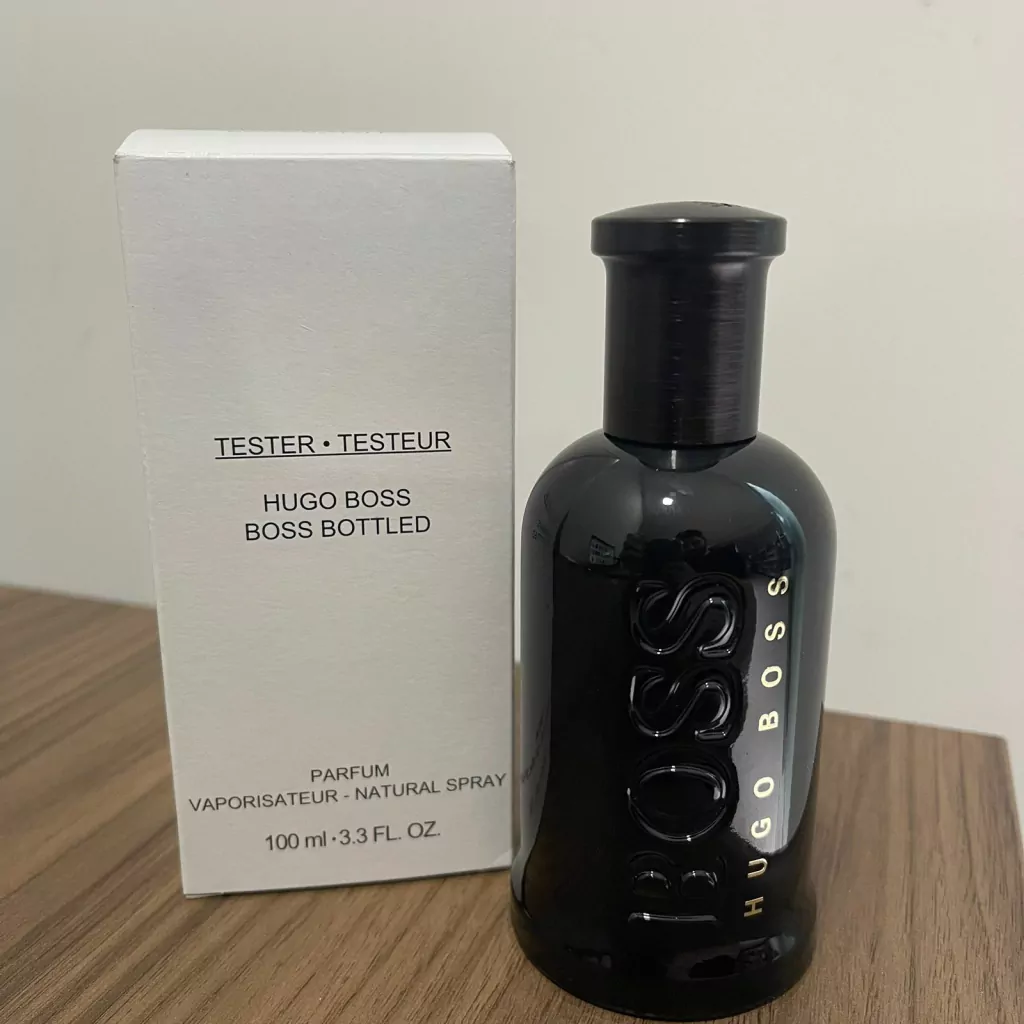 TESTER • TESTEUR
HUGO BOSS
BOSS BOTTLED
PARFUM
VAPORISATEUR - NATURAL SPRAY
100 ml • 3.3 FL. OZ.
BOSS
HUGO BOSS